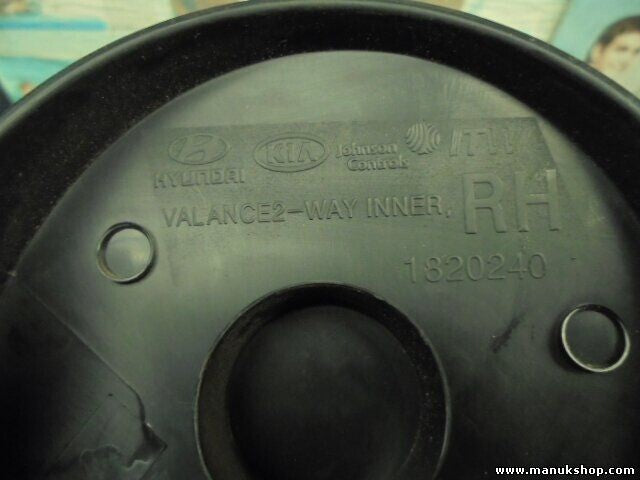 HYUNDAI KIA Johnson Controls ITW
VALANCE2-WAY INNER, RH
1820240
www.manukshop.com